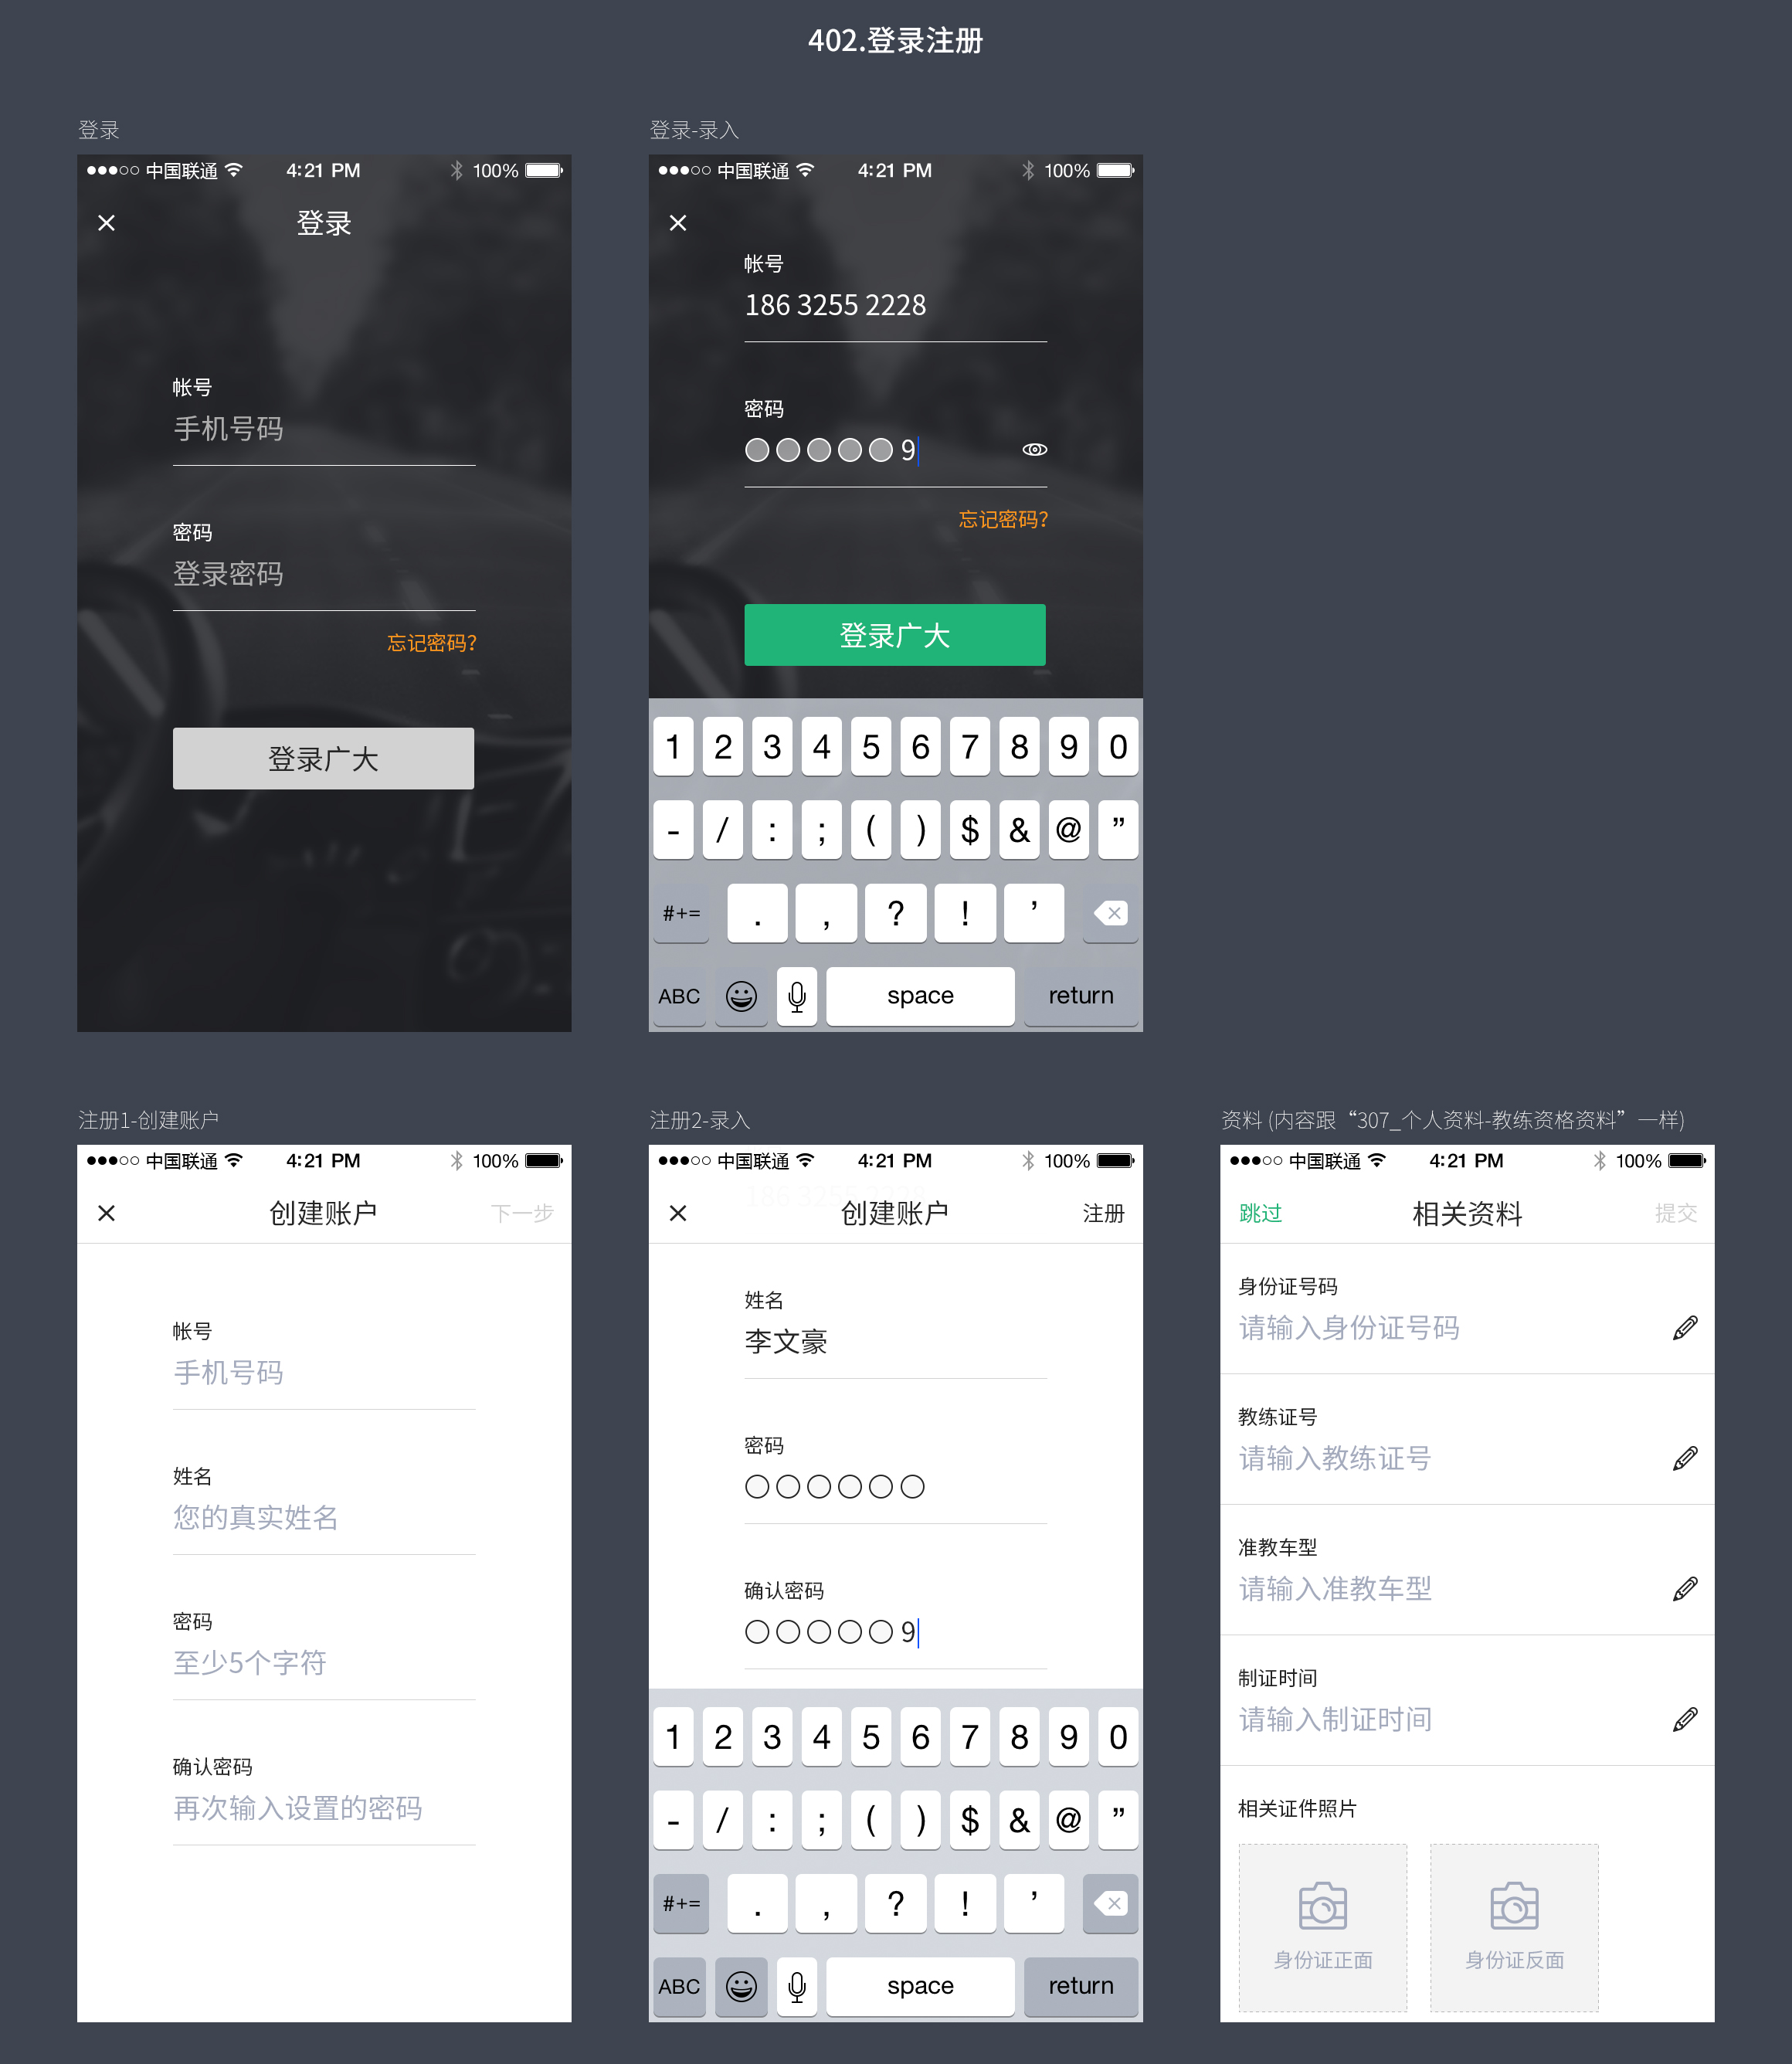 402.登录注册
登录
中国联通 4:21 PM 100%
登录
帐号
手机号码
密码
登录密码
忘记密码?
登录广大
登录-录入
中国联通 4:21 PM 100%
帐号
186 3255 2228
密码
9
忘记密码?
登录广大
1 2 3 4 5 6 7 8 9 0
- / : ; ( ) $ & @ ”
#+= . , ? ! ’
ABC space return
注册1-创建账户
中国联通 4:21 PM 100%
创建账户 下一步
帐号
手机号码
姓名
您的真实姓名
密码
至少5个字符
确认密码
再次输入设置的密码
注册2-录入
中国联通 4:21 PM 100%
186 3255 2228
创建账户 注册
姓名
李文豪
密码
确认密码
9
1 2 3 4 5 6 7 8 9 0
- / : ; ( ) $ & @ ”
#+= . , ? ! ’
ABC space return
资料 (内容跟“307_个人资料-教练资格资料”一样)
中国联通 4:21 PM 100%
跳过 相关资料 提交
身份证号码
请输入身份证号码
教练证号
请输入教练证号
准教车型
请输入准教车型
制证时间
请输入制证时间
相关证件照片
身份证正面 身份证反面